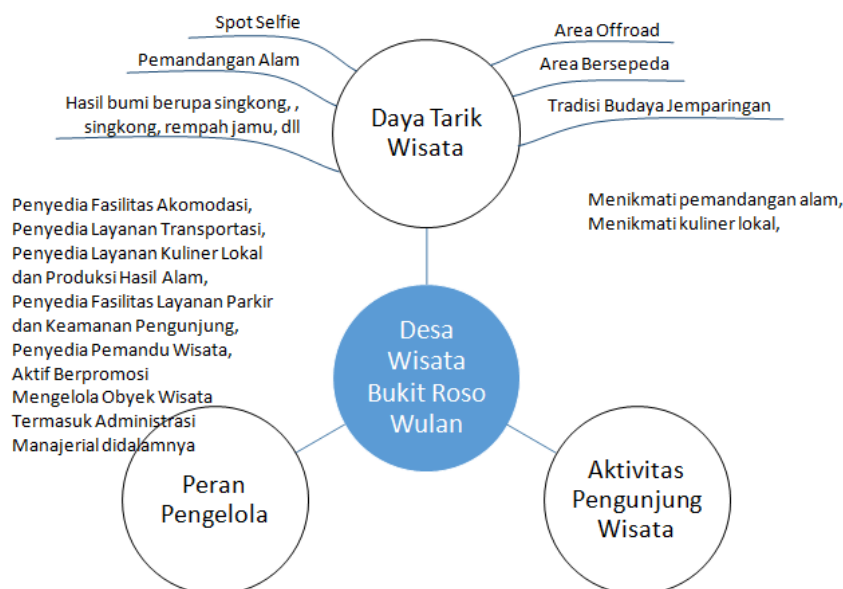 Spot Selfie
Pemandangan Alam
Hasil bumi berupa singkong, ,
singkong, rempah jamu, dll
Daya Tarik
Wisata
Area Offroad
Area Bersepeda
Tradisi Budaya Jemparingan
Penyedia Fasilitas Akomodasi,
Penyedia Layanan Transportasi,
Penyedia Layanan Kuliner Lokal
dan Produksi Hasil Alam,
Penyedia Fasilitas Layanan Parkir
dan Keamanan Pengunjung,
Penyedia Pemandu Wisata,
Aktif Berpromosi
Mengelola Obyek Wisata
Termasuk Administrasi
Manajerial didalamnya
Menikmati pemandangan alam,
Menikmati kuliner lokal,
Desa
Wisata
Bukit Roso
Wulan
Peran
Pengelola
Aktivitas
Pengunjung
Wisata